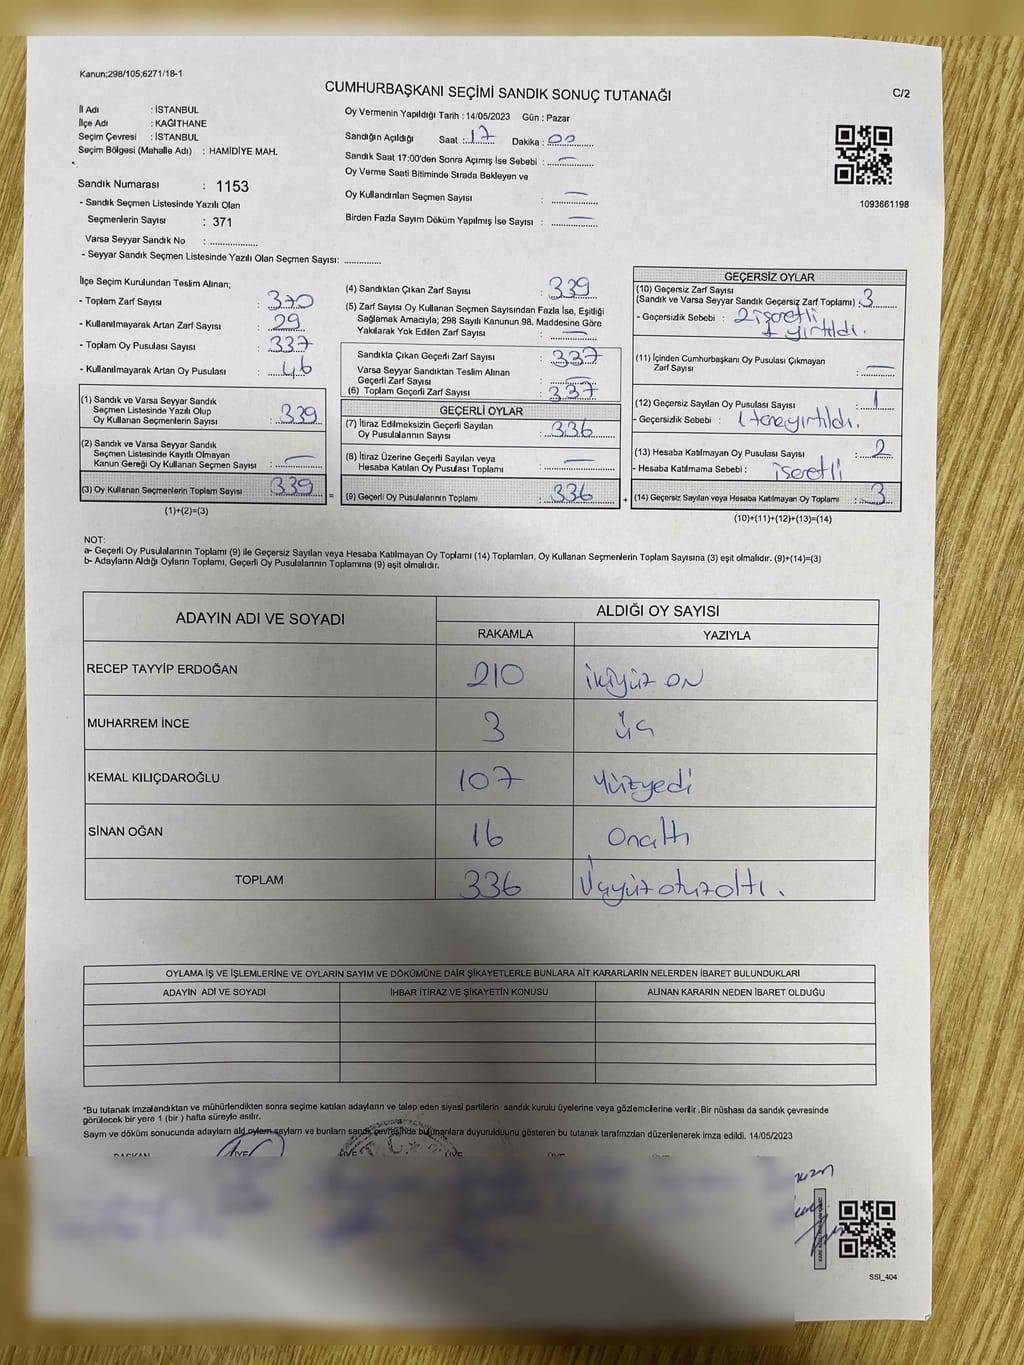 Kanun;298/105;6271/18-1
CUMHURBAŞKANI SEÇİMİ SANDIK SONUÇ TUTANAĞI
C/2
İl Adı : İSTANBUL
İlçe Adı : KAĞITHANE
Seçim Çevresi : İSTANBUL
Seçim Bölgesi (Mahalle Adı) : HAMİDİYE MAH.
Sandık Numarası : 1153
- Sandık Seçmen Listesinde Yazılı Olan
Seçmenlerin Sayısı : 371
Varsa Seyyar Sandık No : ..............
- Seyyar Sandık Seçmen Listesinde Yazılı Olan Seçmen Sayısı: ............
Oy Vermenin Yapıldığı Tarih : 14/05/2023 Gün : Pazar
Sandığın Açıldığı Saat : 17 Dakika : 00
Sandık Saat 17:00'den Sonra Açımış İse Sebebi : —
Oy Verme Saati Bitiminde Sırada Bekleyen ve
Oy Kullandırılan Seçmen Sayısı : —
Birden Fazla Sayım Döküm Yapılmış İse Sayısı : —
1093661198
İlçe Seçim Kurulundan Teslim Alınan;
- Toplam Zarf Sayısı : 370
- Kullanılmayarak Artan Zarf Sayısı : 29
- Toplam Oy Pusulası Sayısı : 337
- Kullanılmayarak Artan Oy Pusulası : 46
(1) Sandık ve Varsa Seyyar Sandık
Seçmen Listesinde Yazılı Olup
Oy Kullanan Seçmenlerin Sayısı : 339
(2) Sandık ve Varsa Seyyar Sandık
Seçmen Listesinde Kayıtlı Olmayan
Kanun Gereği Oy Kullanan Seçmen Sayısı : —
(3) Oy Kullanan Seçmenlerin Toplam Sayısı : 339 =
(1)+(2)=(3)
(4) Sandıktan Çıkan Zarf Sayısı : 339
(5) Zarf Sayısı Oy Kullanan Seçmen Sayısından Fazla İse, Eşitliği
Sağlamak Amacıyla; 298 Sayılı Kanunun 98. Maddesine Göre
Yakılarak Yok Edilen Zarf Sayısı : —
Sandıkta Çıkan Geçerli Zarf Sayısı : 337
Varsa Seyyar Sandıktan Teslim Alınan
Geçerli Zarf Sayısı : —
(6) Toplam Geçerli Zarf Sayısı : 337
GEÇERLİ OYLAR
(7) İtiraz Edilmeksizin Geçerli Sayılan
Oy Pusulalarının Sayısı : 336
(8) İtiraz Üzerine Geçerli Sayılan veya
Hesaba Katılan Oy Pusulası Toplamı : —
(9) Geçerli Oy Pusulalarının Toplamı : 336 +
GEÇERSİZ OYLAR
(10) Geçersiz Zarf Sayısı
(Sandık ve Varsa Seyyar Sandık Geçersiz Zarf Toplamı) : 3
- Geçersizlik Sebebi : 2 işaretli
1 yırtıldı.
(11) İçinden Cumhurbaşkanı Oy Pusulası Çıkmayan
Zarf Sayısı : —
(12) Geçersiz Sayılan Oy Pusulası Sayısı : 1
- Geçersizlik Sebebi : 1 tane yırtıldı.
(13) Hesaba Katılmayan Oy Pusulası Sayısı : 2
- Hesaba Katılmama Sebebi : işeretli
(14) Geçersiz Sayılan veya Hesaba Katılmayan Oy Toplamı : 3
(10)+(11)+(12)+(13)=(14)
NOT:
a- Geçerli Oy Pusulalarının Toplamı (9) ile Geçersiz Sayılan veya Hesaba Katılmayan Oy Toplamı (14) Toplamları, Oy Kullanan Seçmenlerin Toplam Sayısına (3) eşit olmalıdır. (9)+(14)=(3)
b- Adayların Aldığı Oyların Toplamı, Geçerli Oy Pusulalarının Toplamına (9) eşit olmalıdır.
ADAYIN ADI VE SOYADI ALDIĞI OY SAYISI
RAKAMLA YAZIYLA
RECEP TAYYİP ERDOĞAN 210 ikiyüz on
MUHARREM İNCE 3 üç
KEMAL KILIÇDAROĞLU 107 Yüzyedi
SİNAN OĞAN 16 Onaltı
TOPLAM 336 Üçyüzotuzaltı.
OYLAMA İŞ VE İŞLEMLERİNE VE OYLARIN SAYIM VE DÖKÜMÜNE DAİR ŞİKAYETLERLE BUNLARA AİT KARARLARIN NELERDEN İBARET BULUNDUKLARI
ADAYIN ADI VE SOYADI İHBAR İTİRAZ VE ŞİKAYETİN KONUSU ALINAN KARARIN NEDEN İBARET OLDUĞU
*Bu tutanak imzalandıktan ve mühürlendikten sonra seçime katılan adayların ve talep eden siyasi partilerin sandık kurulu üyelerine veya gözlemcilerine verilir .Bir nüshası da sandık çevresinde
görülecek bir yere 1 (bir ) hafta süreyle asılır.
Sayım ve döküm sonucunda adayların ald oyların sayların ve bunların sandk çevresinde bulunanlara duyurulduunu gösteren bu tutanak tarafmzdan düzenlenerek imza edildi. 14/05/2023
BAŞKAN ÜYE ÜYE ÜYE ÜYE
SSI_404